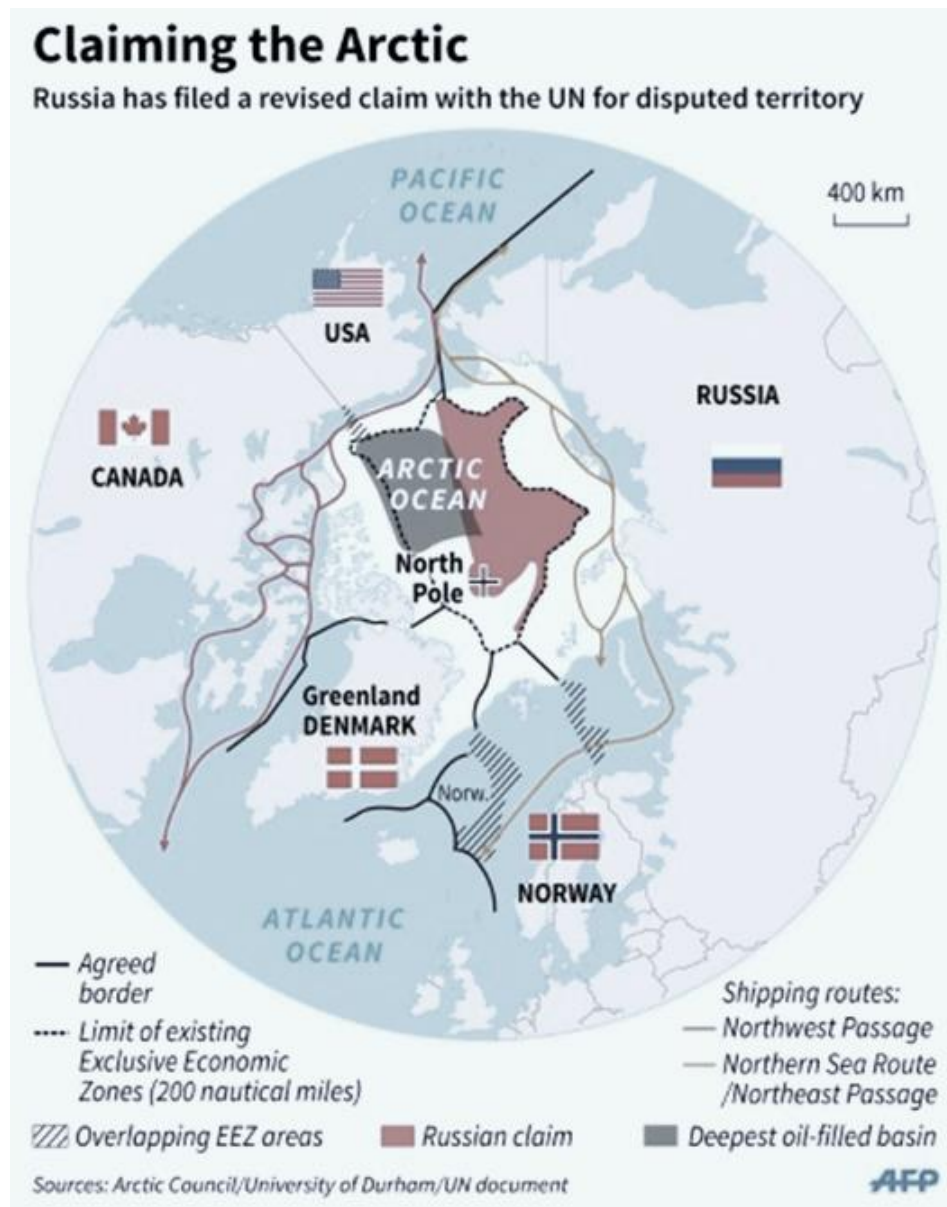 Claiming the Arctic
Russia has filed a revised claim with the UN for disputed territory
PACIFIC
OCEAN
400 km
USA
RUSSIA
CANADA
ARCTIC
OCEAN
North
Pole
Greenland
DENMARK
Norw.
NORWAY
ATLANTIC
OCEAN
Agreed
border
Limit of existing
Exclusive Economic
Zones (200 nautical miles)
Shipping routes:
Northwest Passage
Northern Sea Route
/Northeast Passage
Overlapping EEZ areas
Russian claim
Deepest oil-filled basin
Sources: Arctic Council/University of Durham/UN document
AFP